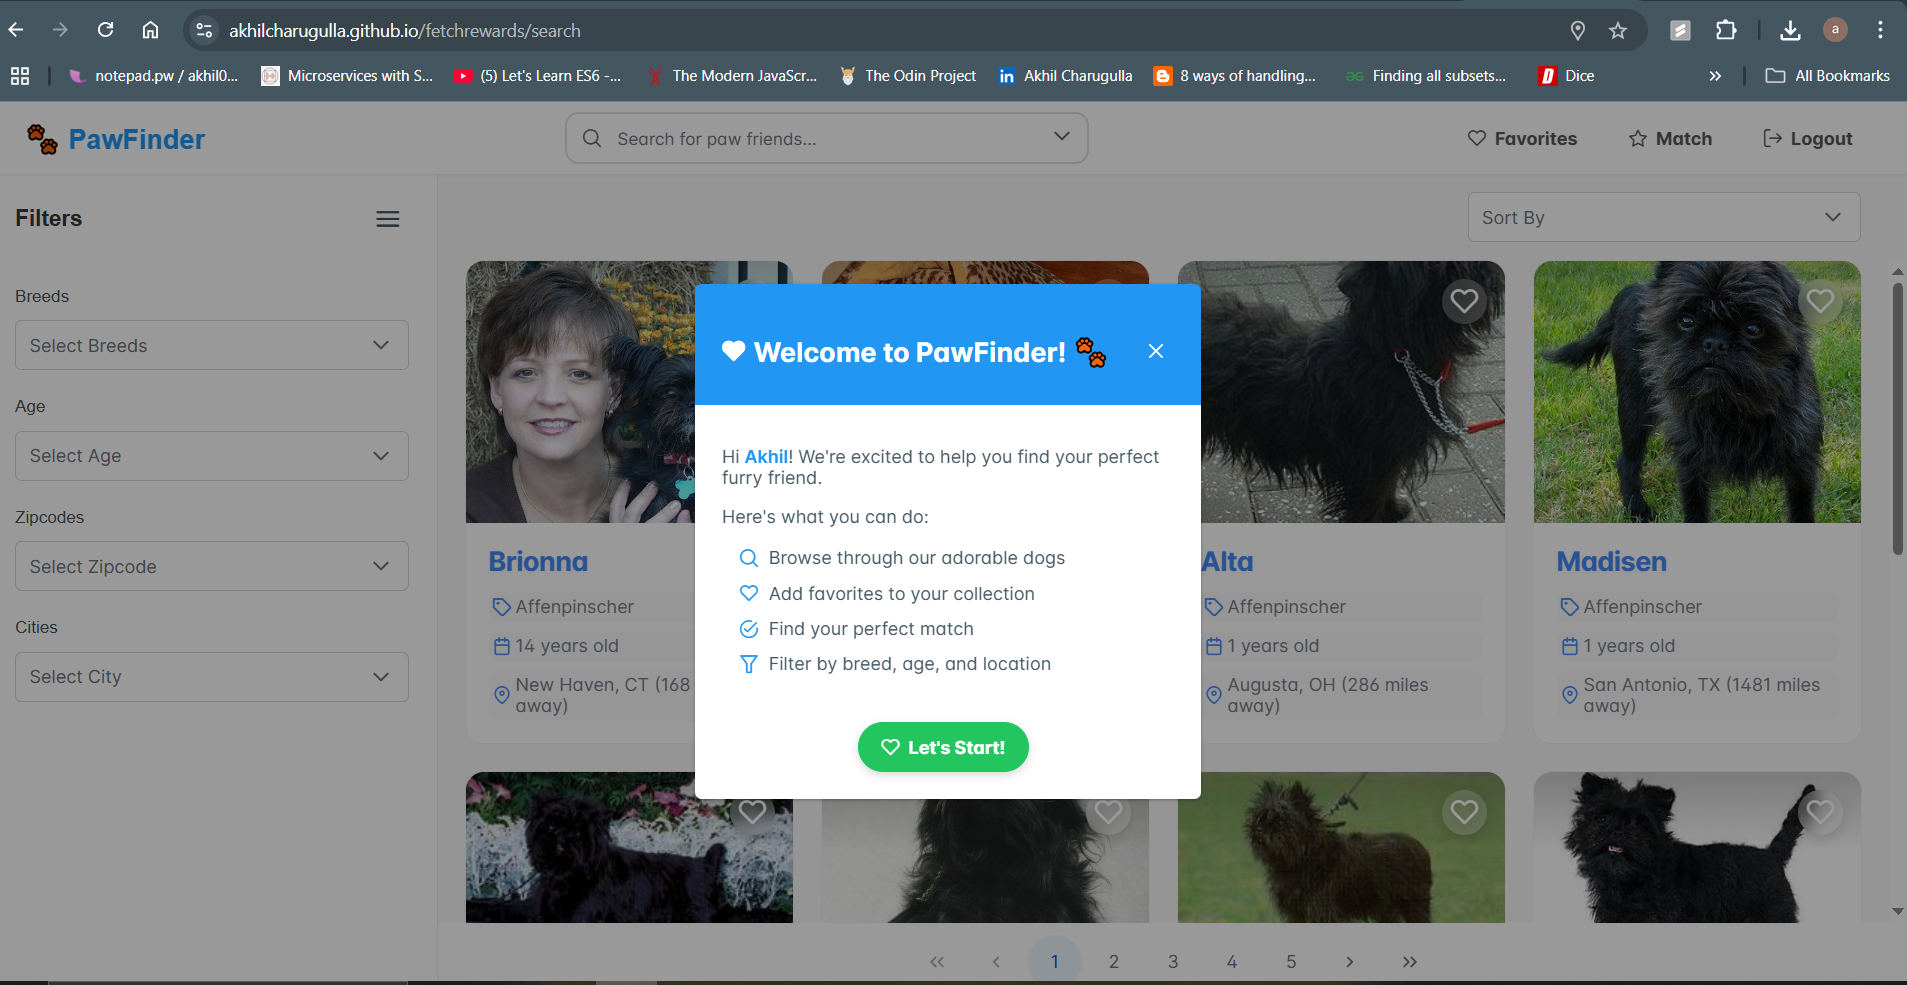 akhilcharugulla.github.io/fetchrewards/search
a
notepad.pw / akhil0...
Microservices with S...
(5) Let's Learn ES6 -...
The Modern JavaScr...
The Odin Project
Akhil Charugulla
8 ways of handling...
Finding all subsets...
Dice
All Bookmarks
PawFinder
Search for paw friends...
Favorites
Match
Logout
Filters
Sort By
Breeds
Select Breeds
Age
Select Age
Zipcodes
Select Zipcode
Cities
Select City
Welcome to PawFinder!
Hi Akhil! We're excited to help you find your perfect
furry friend.
Here's what you can do:
Browse through our adorable dogs
Add favorites to your collection
Find your perfect match
Filter by breed, age, and location
Let's Start!
Brionna
Affenpinscher
14 years old
New Haven, CT (168
away)
Alta
Affenpinscher
1 years old
Augusta, OH (286 miles
away)
Madisen
Affenpinscher
1 years old
San Antonio, TX (1481 miles
away)
1 2 3 4 5